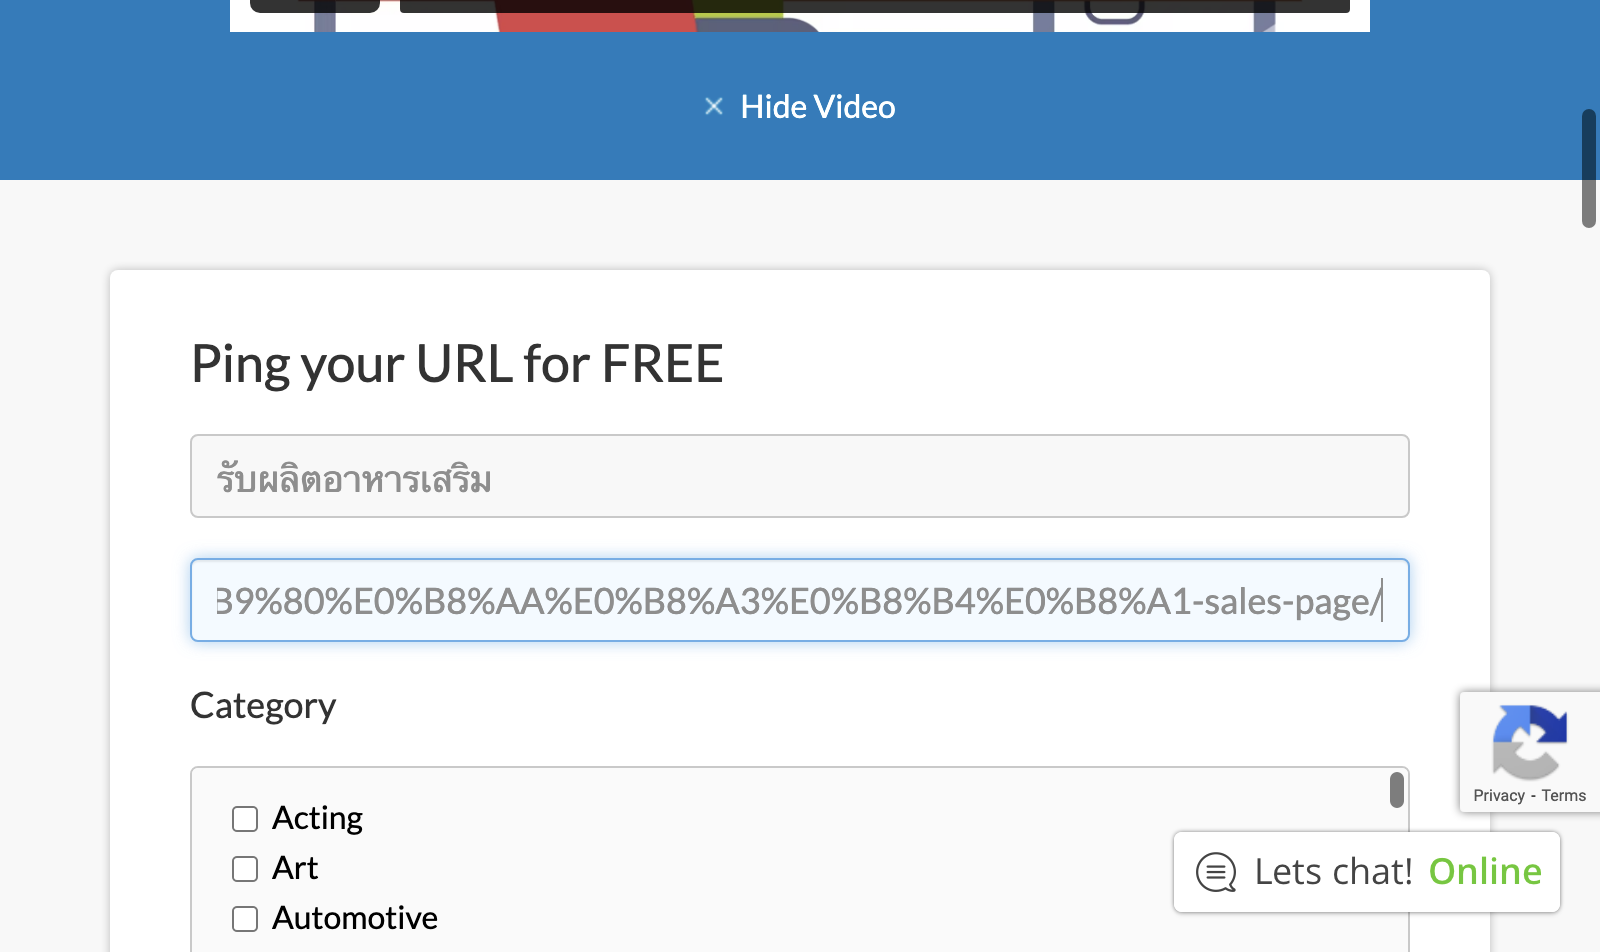 × Hide Video
Ping your URL for FREE
รับผลิตอาหารเสริม
B9%80%E0%B8%AA%E0%B8%A3%E0%B8%B4%E0%B8%A1-sales-page/
Category
Acting
Art
Automotive
Privacy - Terms
Lets chat! Online